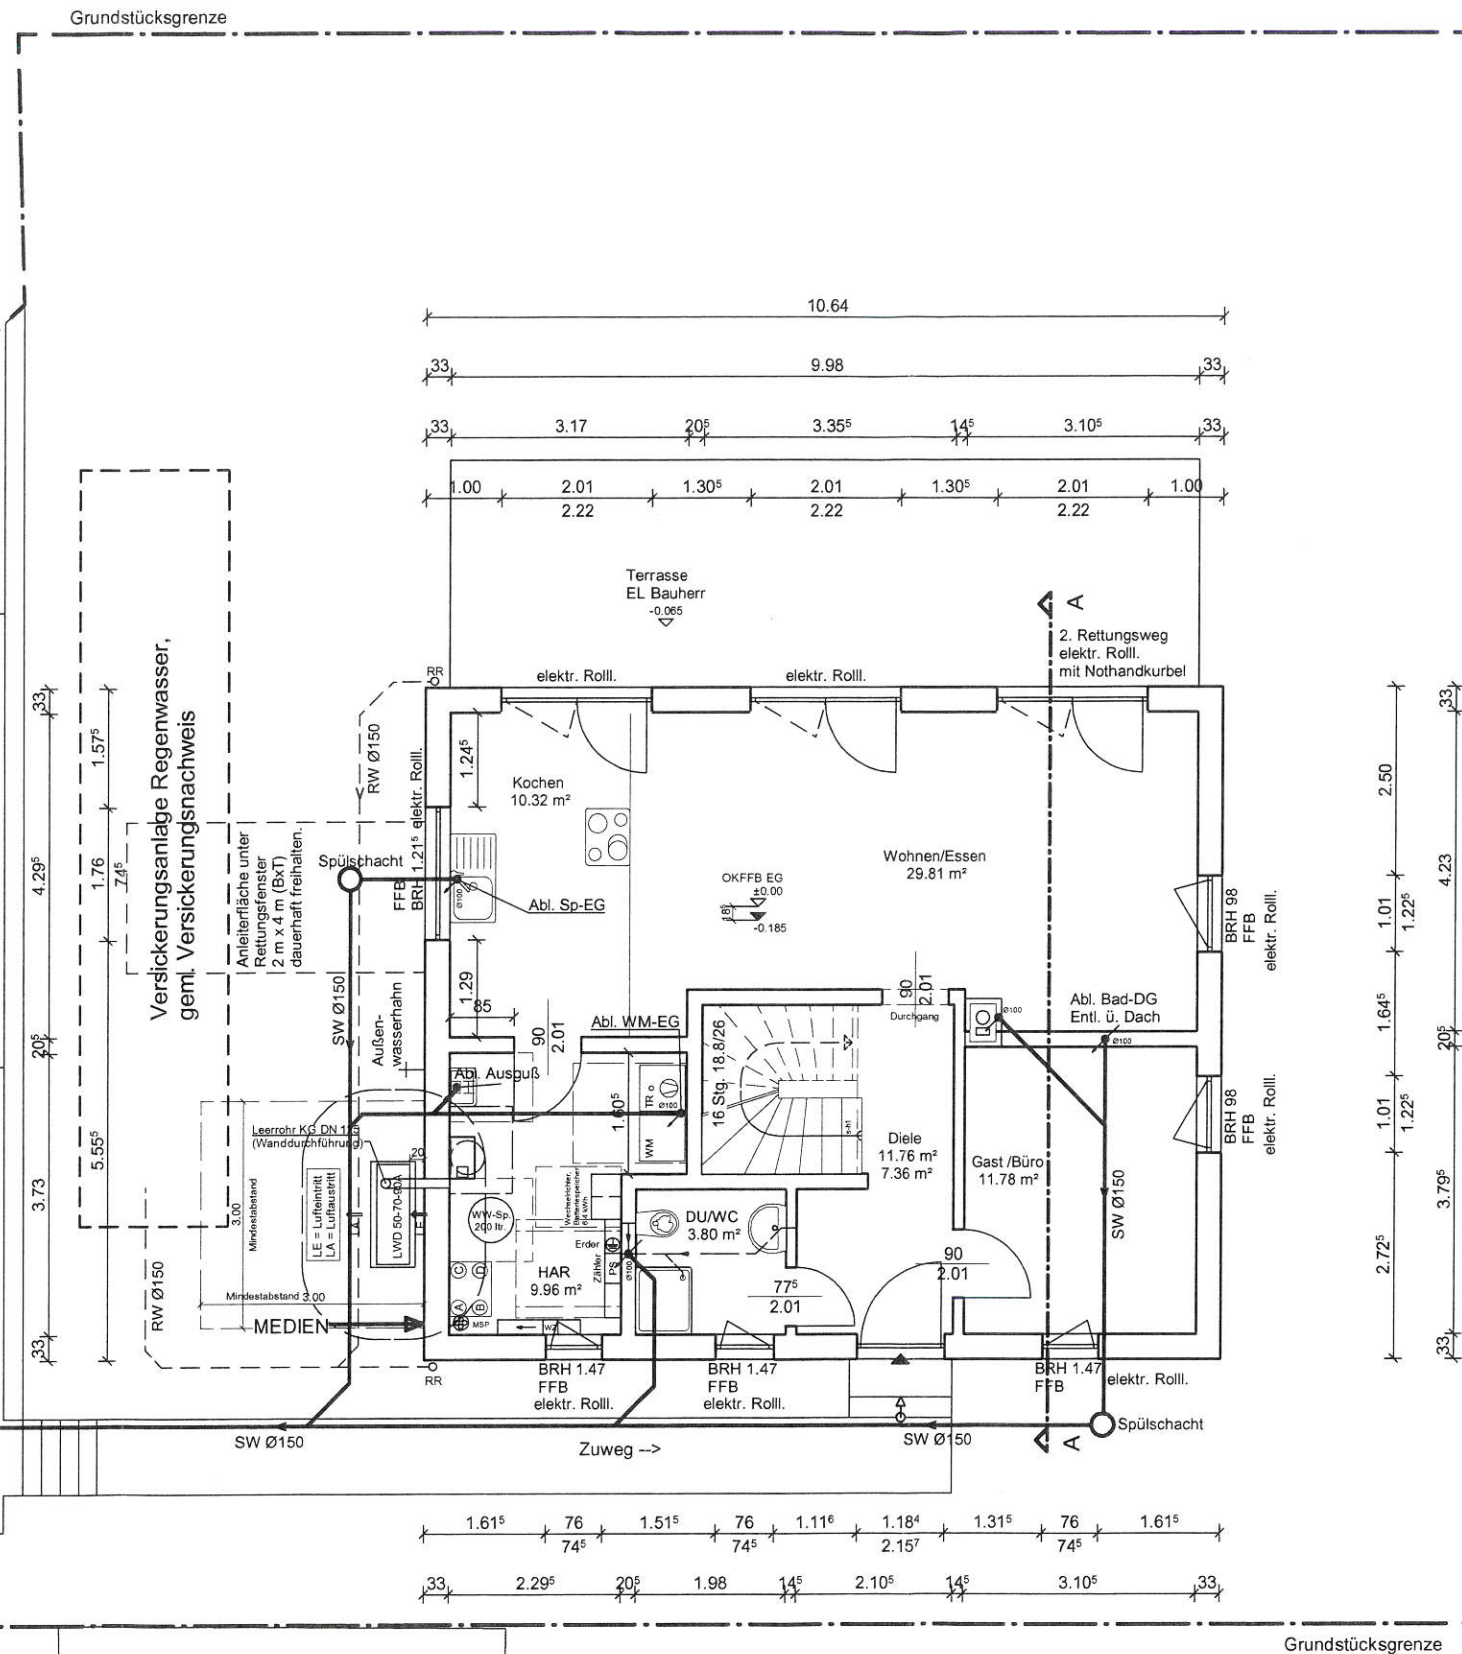 Grundstücksgrenze
10.64
33 9.98 33
33 3.17 20⁵ 3.35⁵ 14⁵ 3.10⁵ 33
1.00 2.01 1.30⁵ 2.01 1.30⁵ 2.01 1.00
2.22 2.22 2.22
Terrasse
EL Bauherr
-0.065
A
2. Rettungsweg
elektr. Rolll.
mit Nothandkurbel
RR
elektr. Rolll.
elektr. Rolll.
Versickerungsanlage Regenwasser,
gem. Versickerungsnachweis
33
4.29⁵
20⁵
3.73
33
1.57⁵
1.76
74⁵
5.55⁵
RW Ø150
FFB
BRH 1.21⁵ elektr. Rolll.
1.24⁵
Kochen
10.32 m²
Anleiterfläche unter
Rettungsfenster
2 m x 4 m (BxT)
dauerhaft freihalten.
Spülschacht
Ø100
Abl. Sp-EG
Wohnen/Essen
29.81 m²
OKFFB EG
±0.00
18⁵
-0.185
BRH 98
FFB
elektr. Rolll.
2.50
1.01
1.22⁵
1.64⁵
1.01
1.22⁵
2.72⁵
33
4.23
20⁵
3.79⁵
33
SW Ø150
Außen-
wasserhahn
1.29
85
90
2.01
Abl. WM-EG
90
2.01
Durchgang
Ø100
Abl. Bad-DG
Entl. ü. Dach
Ø100
Abl. Ausguß
1.60⁵
TR
Ø100
WM
16 Stg. 18.8/26
BRH 98
FFB
elektr. Rolll.
Leerrohr KG DN 125
(Wanddurchführung)
20
3.00
Mindestabstand
LE = Lufteintritt
LA = Luftaustritt
LWD 50-70-90A
WW-Sp.
200 ltr.
Wechselrichter,
Batteriespeicher
Erder
Zähler
PS
Ø100
DU/WC
3.80 m²
Diele
11.76 m²
7.36 m²
Gast /Büro
11.78 m²
SW Ø150
HAR
9.96 m²
C D
A B
MSP
WZ
77⁵
2.01
90
2.01
Mindestabstand 3.00
MEDIEN
RW Ø150
RR
BRH 1.47
FFB
elektr. Rolll.
BRH 1.47
FFB
elektr. Rolll.
BRH 1.47
FFB
elektr. Rolll.
Spülschacht
SW Ø150
Zuweg -->
SW Ø150
A
1.61⁵ 76 1.51⁵ 76 1.11⁶ 1.18⁴ 1.31⁵ 76 1.61⁵
74⁵ 74⁵ 2.15⁷ 74⁵
33 2.29⁵ 20⁵ 1.98 14⁵ 2.10⁵ 14⁵ 3.10⁵ 33
Grundstücksgrenze